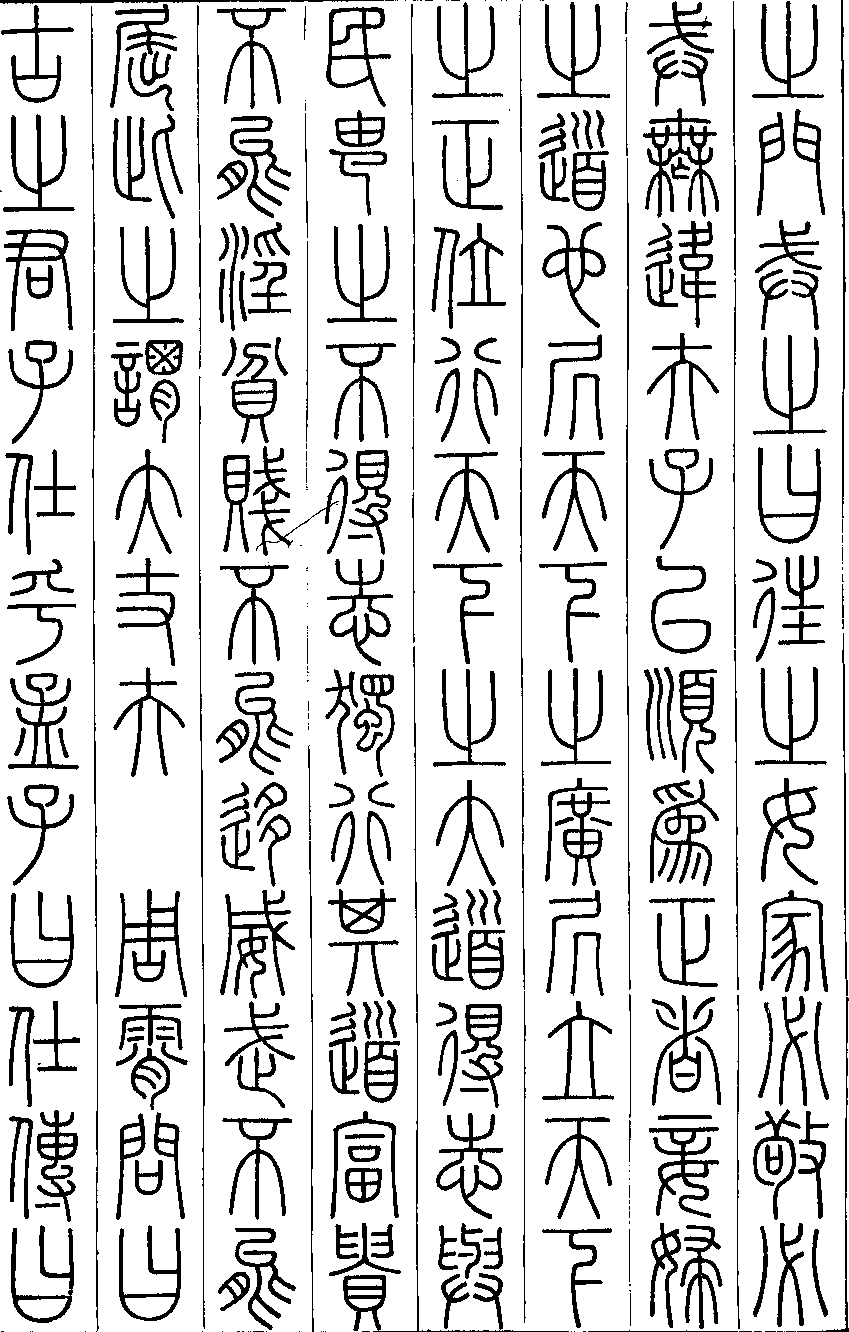 之門戒之曰往之女家必敬必
戒無違夫子以順為正者妾婦
之道也居天下之廣居立天下
之正位行天下之大道得志與
民由之不得志獨行其道富貴
不能淫貧賤不能移威武不能
屈此之謂大丈夫　周霄問曰
古之君子仕乎孟子曰仕傳曰